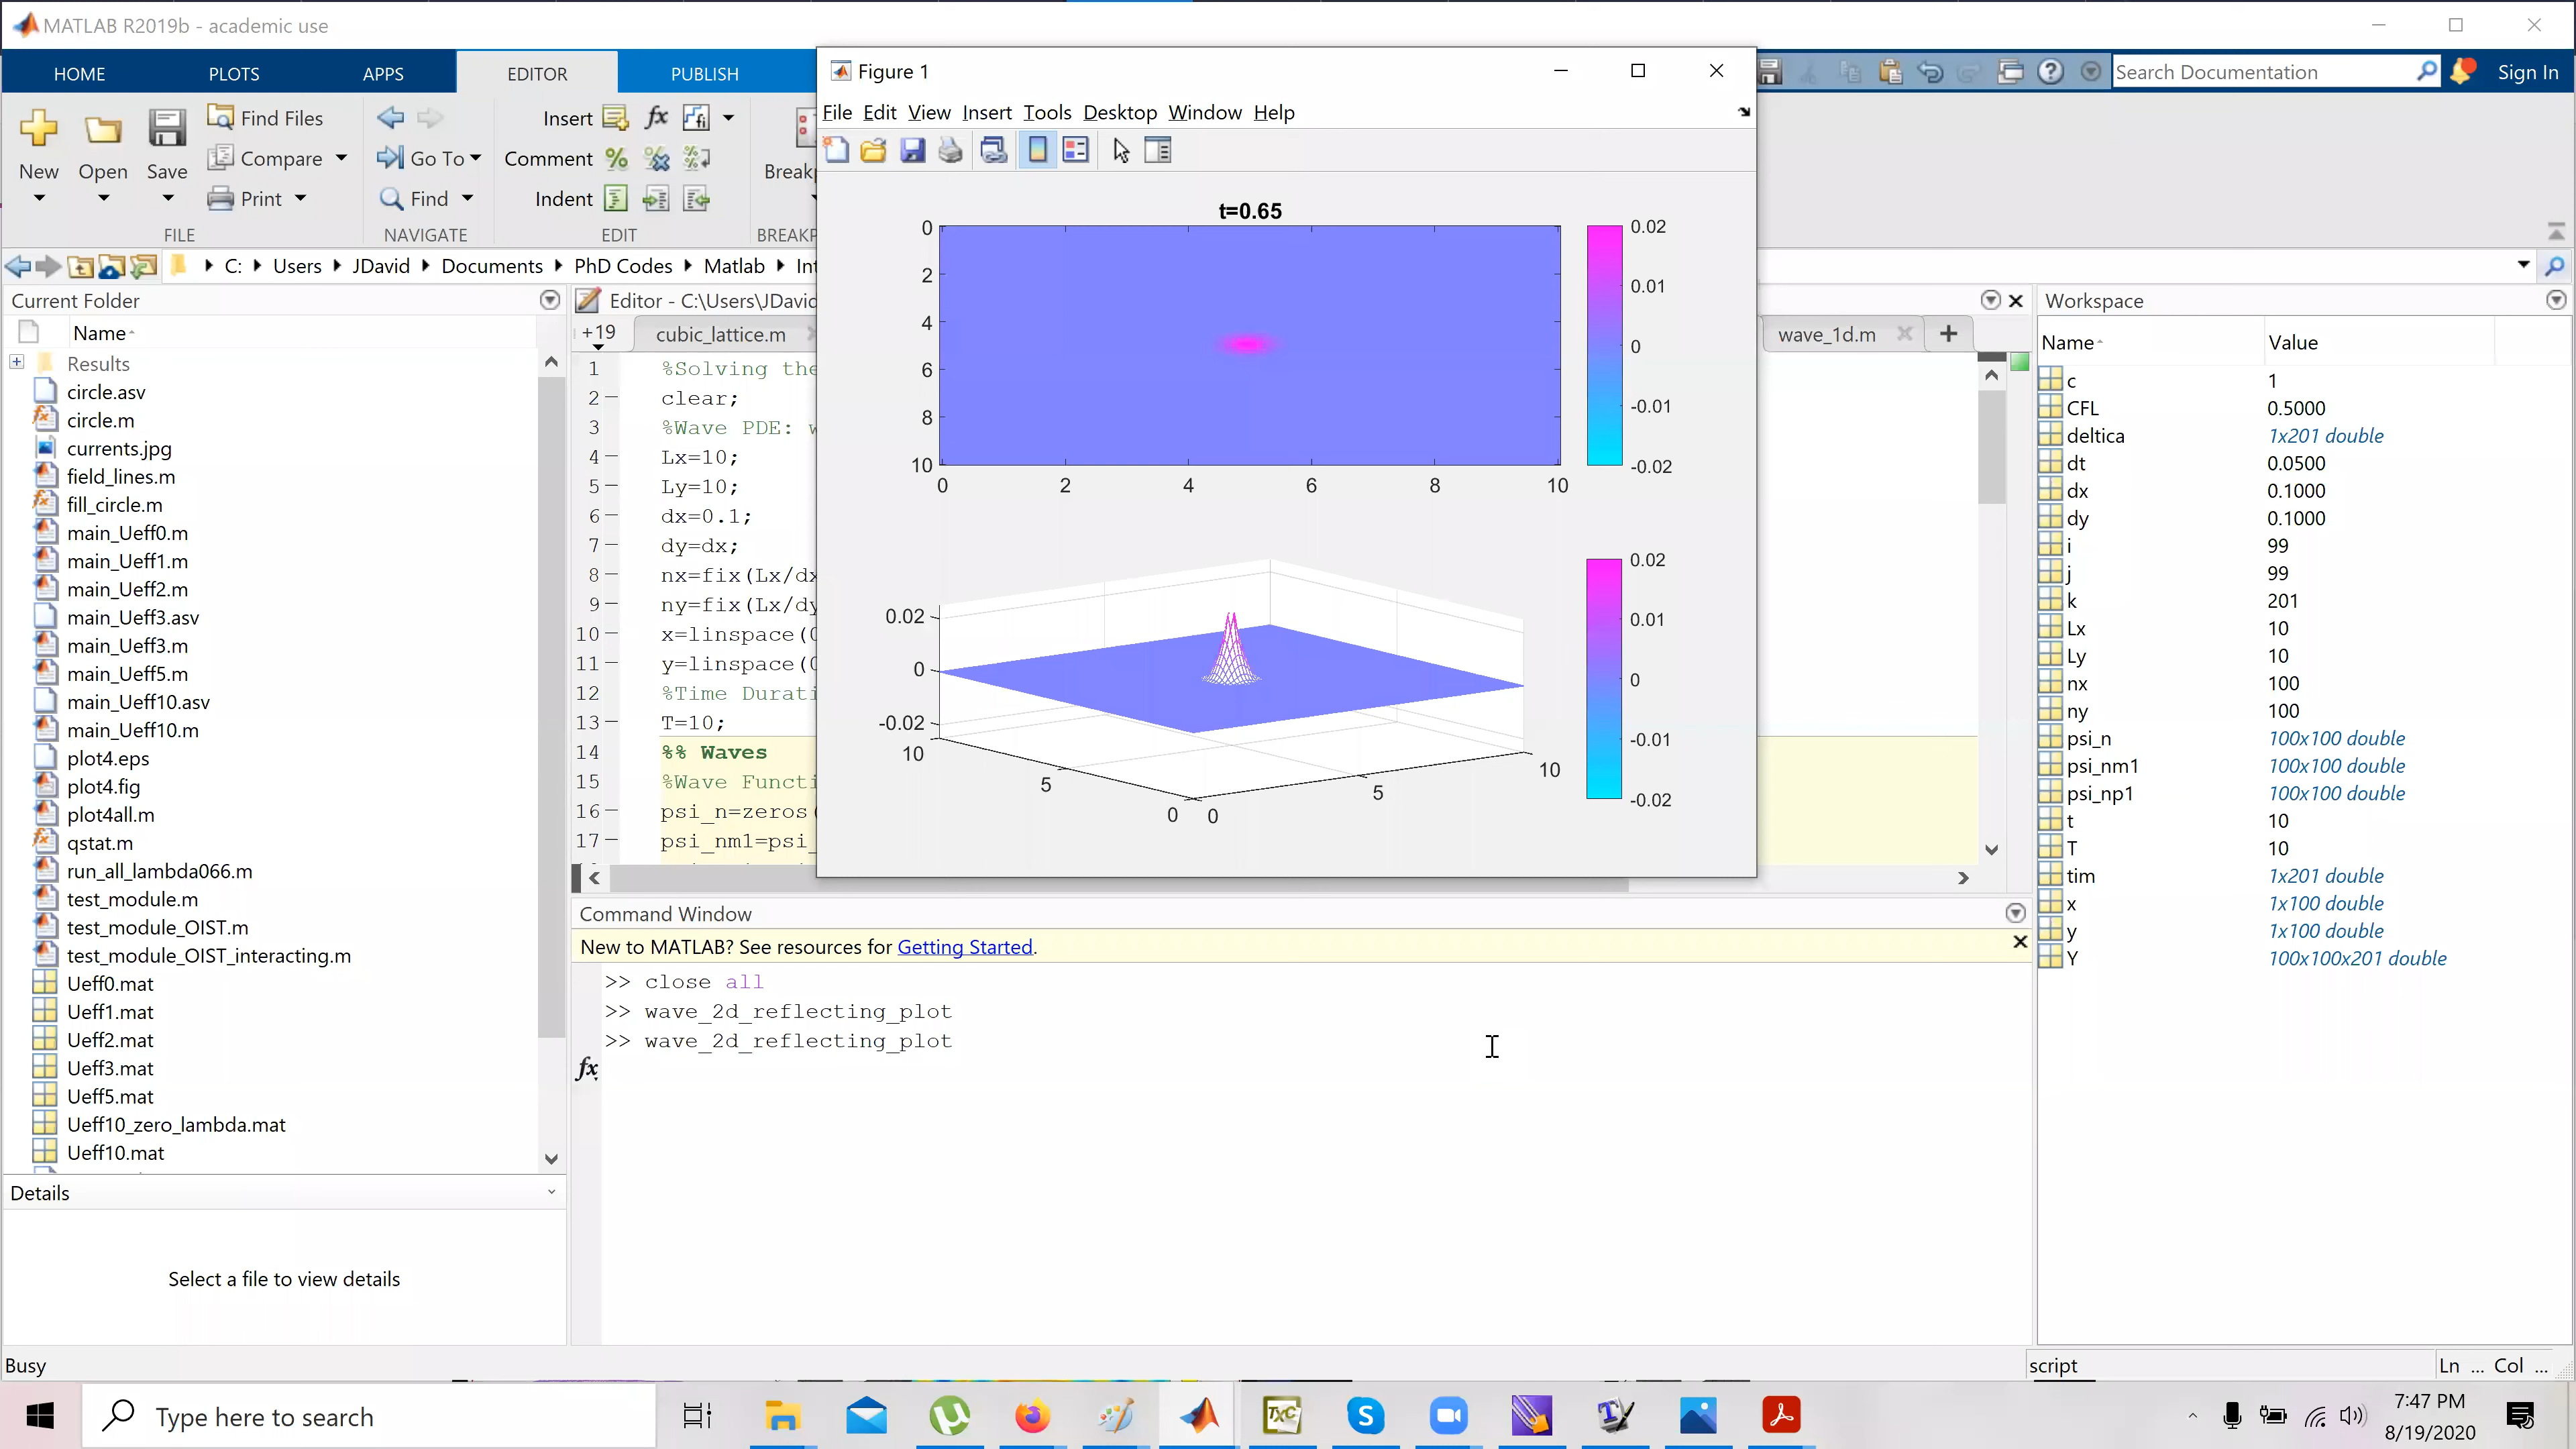 MATLAB R2019b - academic use
HOME PLOTS APPS EDITOR PUBLISH
Search Documentation Sign In
New Open Save
Find Files
Compare
Print
Go To
Find
Insert
Comment
Indent
Breakp
FILE NAVIGATE EDIT BREAKP
C: Users JDavid Documents PhD Codes Matlab Int
Figure 1
File Edit View Insert Tools Desktop Window Help
t=0.65
0
2
4
6
8
10
0 2 4 6 8 10
0.02
0.01
0
-0.01
-0.02
0.02
0
-0.02
10
5
0
0
5
10
0.02
0.01
0
-0.01
-0.02
Current Folder
Name
Results
circle.asv
circle.m
currents.jpg
field_lines.m
fill_circle.m
main_Ueff0.m
main_Ueff1.m
main_Ueff2.m
main_Ueff3.asv
main_Ueff3.m
main_Ueff5.m
main_Ueff10.asv
main_Ueff10.m
plot4.eps
plot4.fig
plot4all.m
qstat.m
run_all_lambda066.m
test_module.m
test_module_OIST.m
test_module_OIST_interacting.m
Ueff0.mat
Ueff1.mat
Ueff2.mat
Ueff3.mat
Ueff5.mat
Ueff10_zero_lambda.mat
Ueff10.mat
Details
Select a file to view details
Editor - C:\Users\JDavid
+19 cubic_lattice.m wave_1d.m
1 %Solving the
2 clear;
3 %Wave PDE: w
4 Lx=10;
5 Ly=10;
6 dx=0.1;
7 dy=dx;
8 nx=fix(Lx/dx
9 ny=fix(Lx/dy
10 x=linspace(0
11 y=linspace(0
12 %Time Durati
13 T=10;
14 %% Waves
15 %Wave Functi
16 psi_n=zeros(
17 psi_nm1=psi_
Command Window
New to MATLAB? See resources for Getting Started.
>> close all
>> wave_2d_reflecting_plot
>> wave_2d_reflecting_plot
fx
Workspace
Name Value
c 1
CFL 0.5000
deltica 1x201 double
dt 0.0500
dx 0.1000
dy 0.1000
i 99
j 99
k 201
Lx 10
Ly 10
nx 100
ny 100
psi_n 100x100 double
psi_nm1 100x100 double
psi_np1 100x100 double
t 10
T 10
tim 1x201 double
x 1x100 double
y 1x100 double
Y 100x100x201 double
Busy
script Ln ... Col ...
Type here to search
7:47 PM
8/19/2020